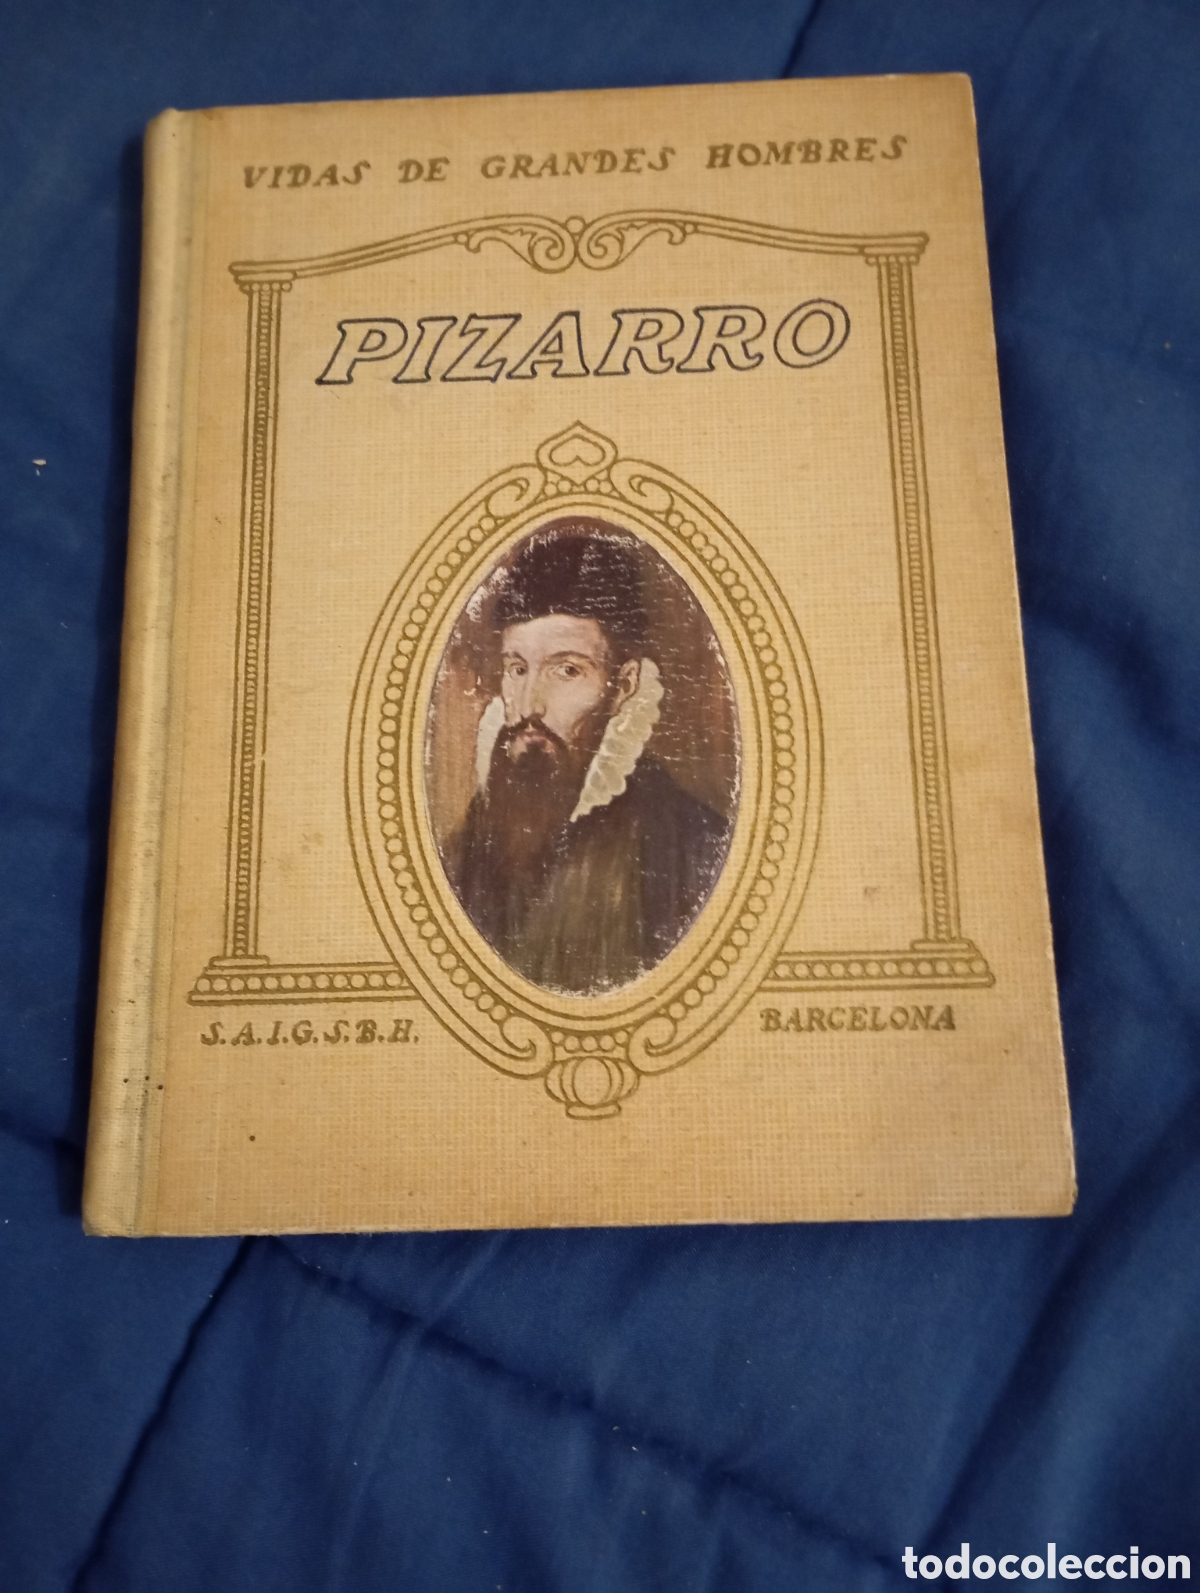 VIDAS DE GRANDES HOMBRES
PIZARRO
S.A.I.G.S.B.H.
BARCELONA
todocoleccion